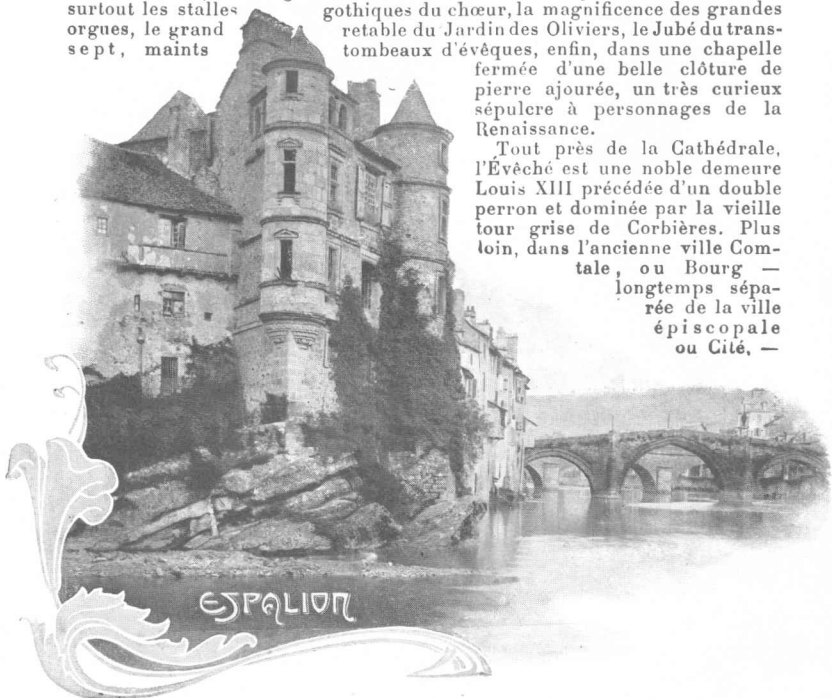 surtout les stalles gothiques du chœur, la magnificence des grandes
orgues, le grand retable du Jardin des Oliviers, le Jubé du trans-
sept, maints tombeaux d'évêques, enfin, dans une chapelle
fermée d'une belle clôture de
pierre ajourée, un très curieux
sépulcre à personnages de la
Renaissance.
Tout près de la Cathédrale,
l'Évêché est une noble demeure
Louis XIII précédée d'un double
perron et dominée par la vieille
tour grise de Corbières. Plus
loin, dans l'ancienne ville Com-
tale, ou Bourg —
longtemps sépa-
rée de la ville
épiscopale
ou Cité, —
ESPALION